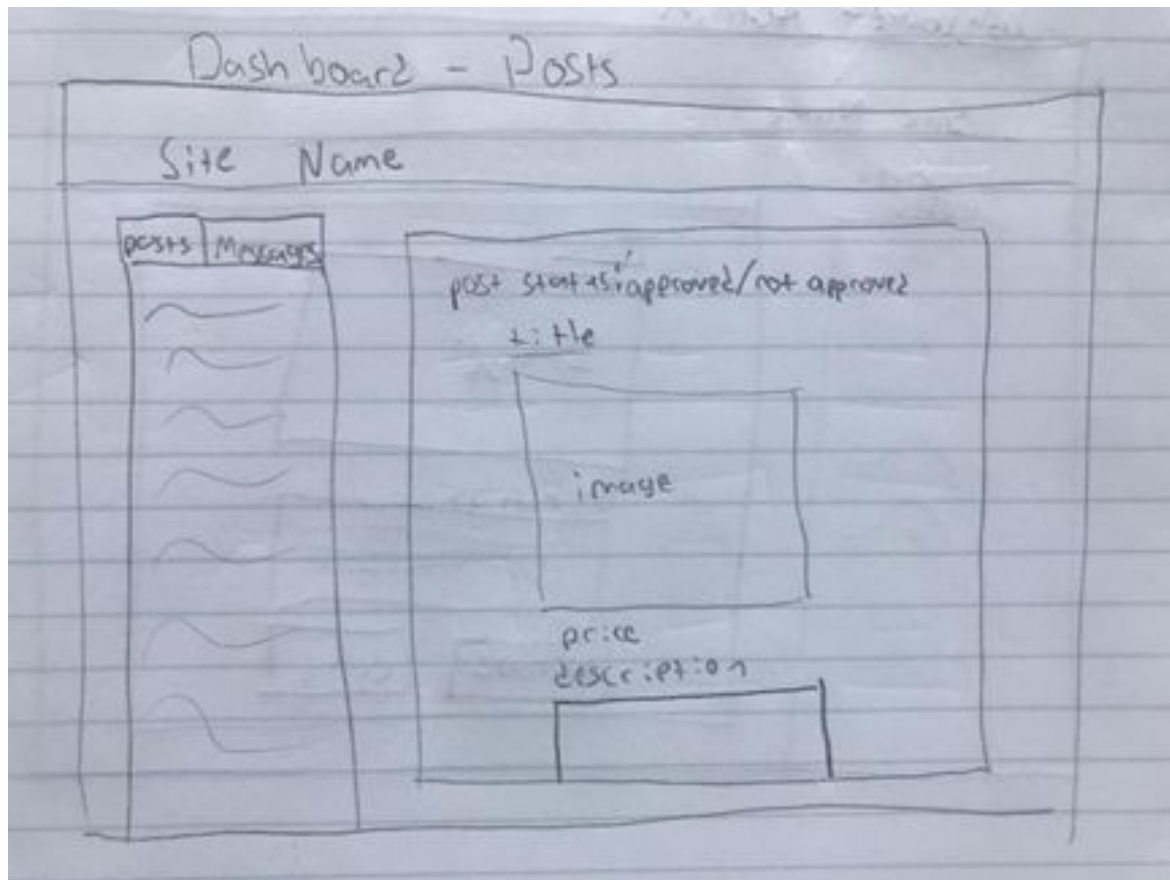 Dashboard - Posts
Site Name
posts Messages
post status: approved/not approved
title
image
price
description